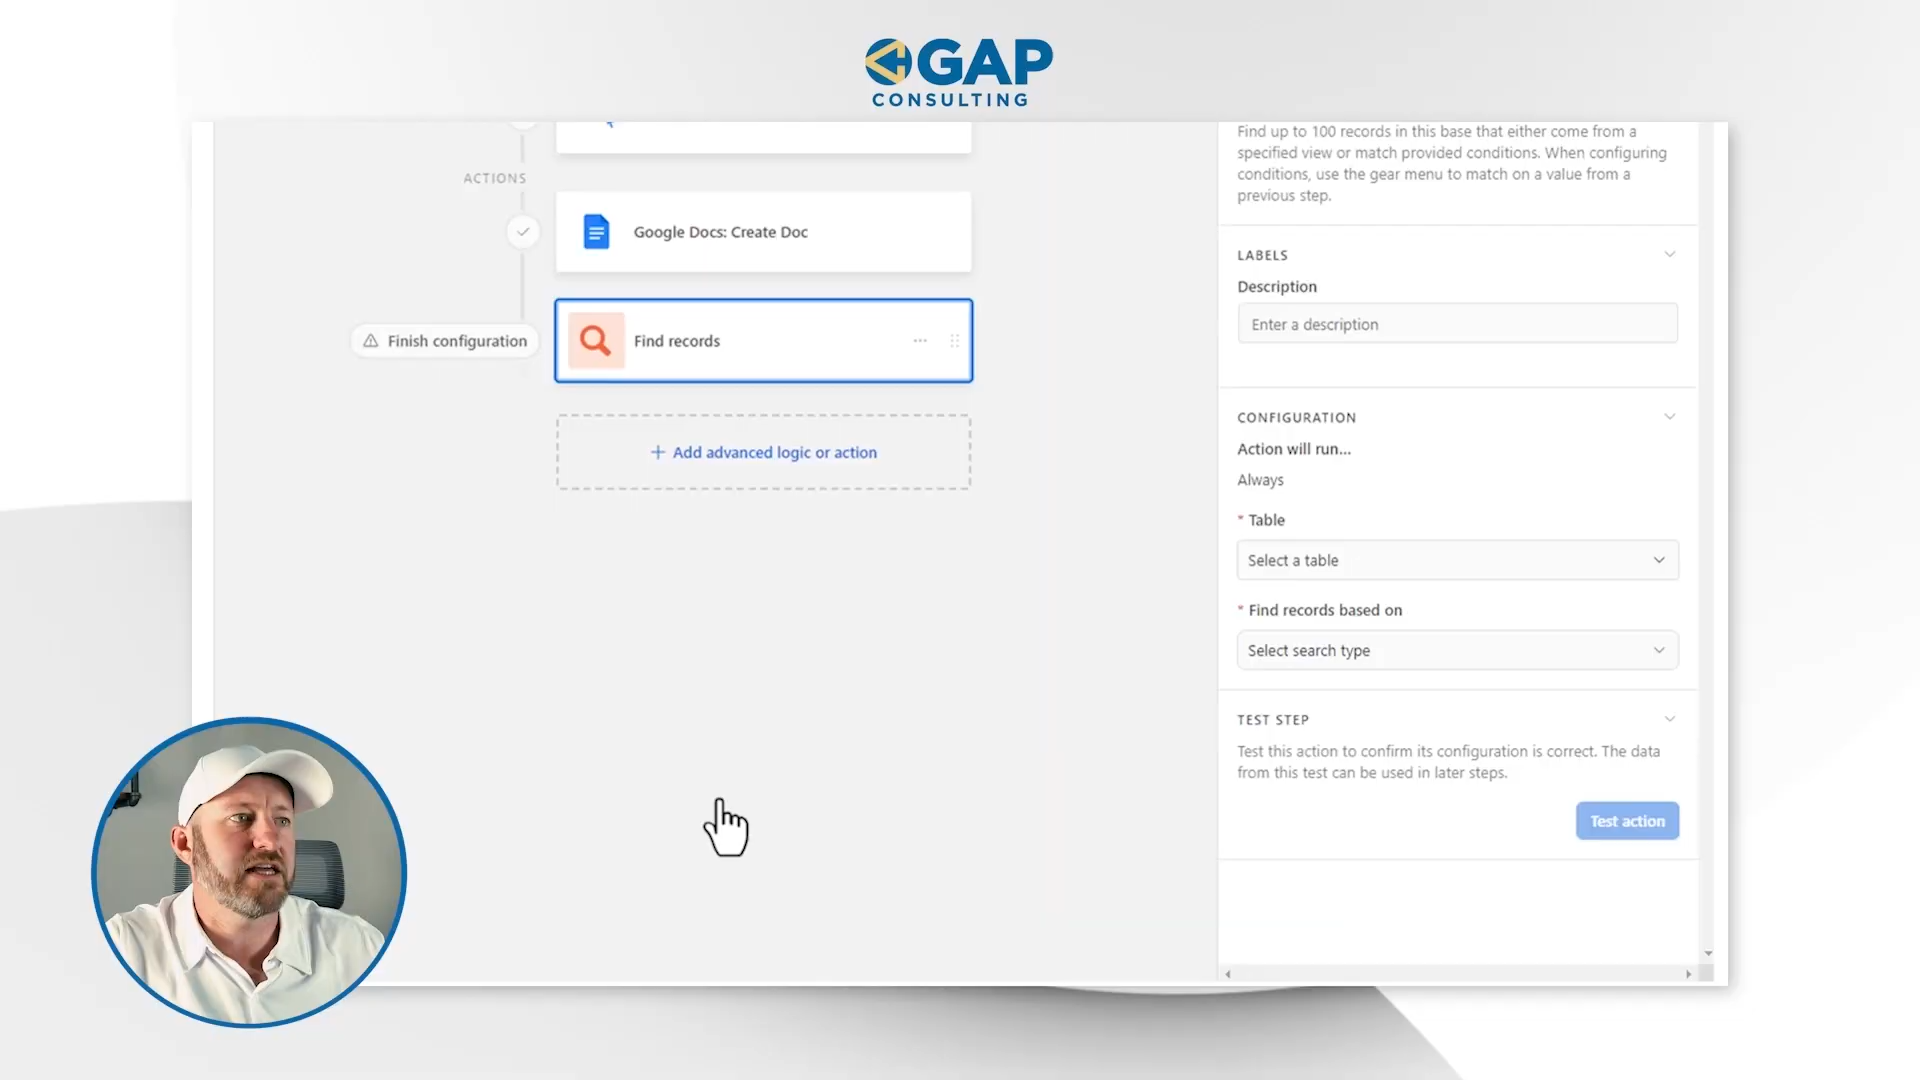 GAP
CONSULTING
ACTIONS
Google Docs: Create Doc
Finish configuration
Find records
+ Add advanced logic or action
Find up to 100 records in this base that either come from a
specified view or match provided conditions. When configuring
conditions, use the gear menu to match on a value from a
previous step.
LABELS
Description
Enter a description
CONFIGURATION
Action will run...
Always
* Table
Select a table
* Find records based on
Select search type
TEST STEP
Test this action to confirm its configuration is correct. The data
from this test can be used in later steps.
Test action